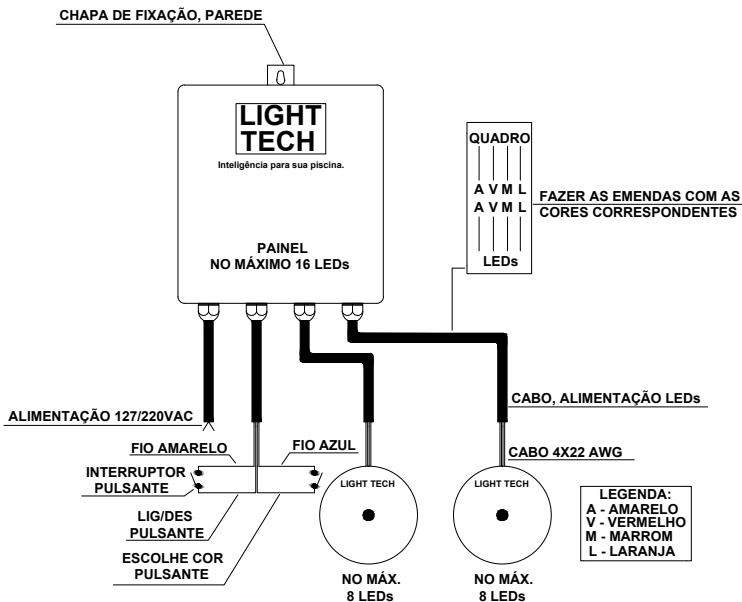 CHAPA DE FIXAÇÃO, PAREDE
LIGHT
TECH
Inteligência para sua piscina.
PAINEL
NO MÁXIMO 16 LEDs
QUADRO
A V M L
A V M L
LEDs
FAZER AS EMENDAS COM AS
CORES CORRESPONDENTES
ALIMENTAÇÃO 127/220VAC
CABO, ALIMENTAÇÃO LEDs
FIO AMARELO
FIO AZUL
CABO 4X22 AWG
INTERRUPTOR
PULSANTE
LIG/DES
PULSANTE
ESCOLHE COR
PULSANTE
LIGHT TECH
NO MÁX.
8 LEDs
LIGHT TECH
NO MÁX.
8 LEDs
LEGENDA:
A - AMARELO
V - VERMELHO
M - MARROM
L - LARANJA